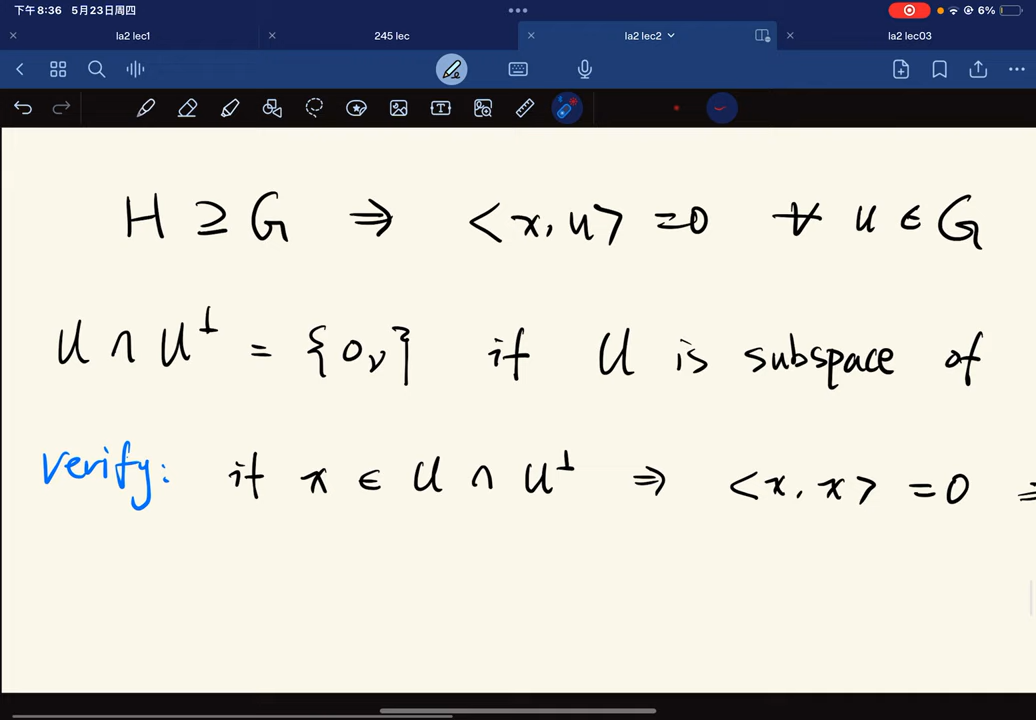 下午8:36 5月23日周四
6%
la2 lec1
245 lec
la2 lec2
la2 lec03
H ≥ G ⇒ <x, u> =0 ∀ u ∈ G
U ∩ U^⊥ = {0_V} if U is subspace of
verify: if x ∈ U ∩ U^⊥ ⇒ <x, x> =0 =